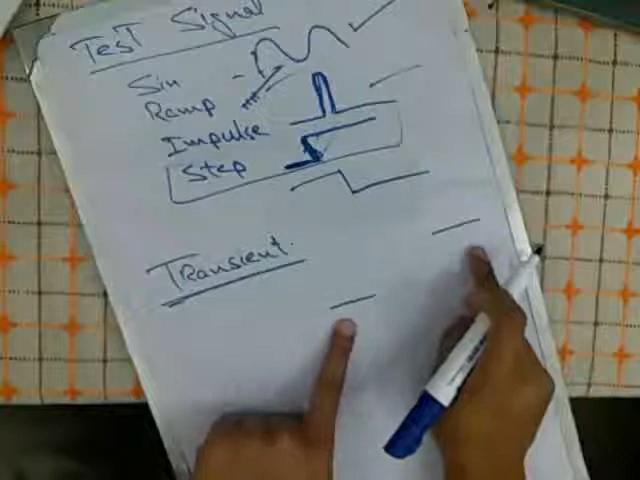 Test Signal
Sin
Ramp
Impulse
Step
Transient.